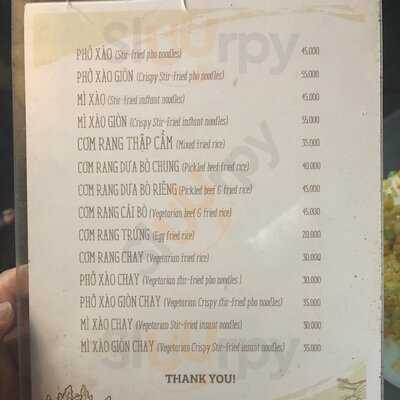 PHỞ XÀO (Stir-fried pho noodles) 45.000
PHỞ XÀO GIÒN (Crispy Stir-fried pho noodles) 55.000
MÌ XÀO (Stir-fried instant noodles) 45.000
MÌ XÀO GIÒN (Crispy Stir-fried instant noodles) 55.000
CƠM RANG THẬP CẨM (Mixed fried rice) 35.000
CƠM RANG DƯA BÒ CHUNG (Pickled beef & fried rice) 40.000
CƠM RANG DƯA BÒ RIÊNG (Pickled beef & fried rice) 45.000
CƠM RANG CẢI BÒ (Vegetarian beef & fried rice) 45.000
CƠM RANG TRỨNG (Egg fried rice) 20.000
CƠM RANG CHAY (Vegetarian fried rice) 30.000
PHỞ XÀO CHAY (Vegetarian stir-fried pho noodles ) 30.000
PHỞ XÀO GIÒN CHAY (Vegetarian Crispy Stir-fried pho noodles) 35.000
MÌ XÀO CHAY (Vegetarian Stir-fried instant noodles) 30.000
MÌ XÀO GIÒN CHAY (Vegetarian Crispy Stir-fried instant noodles) 35.000
THANK YOU!